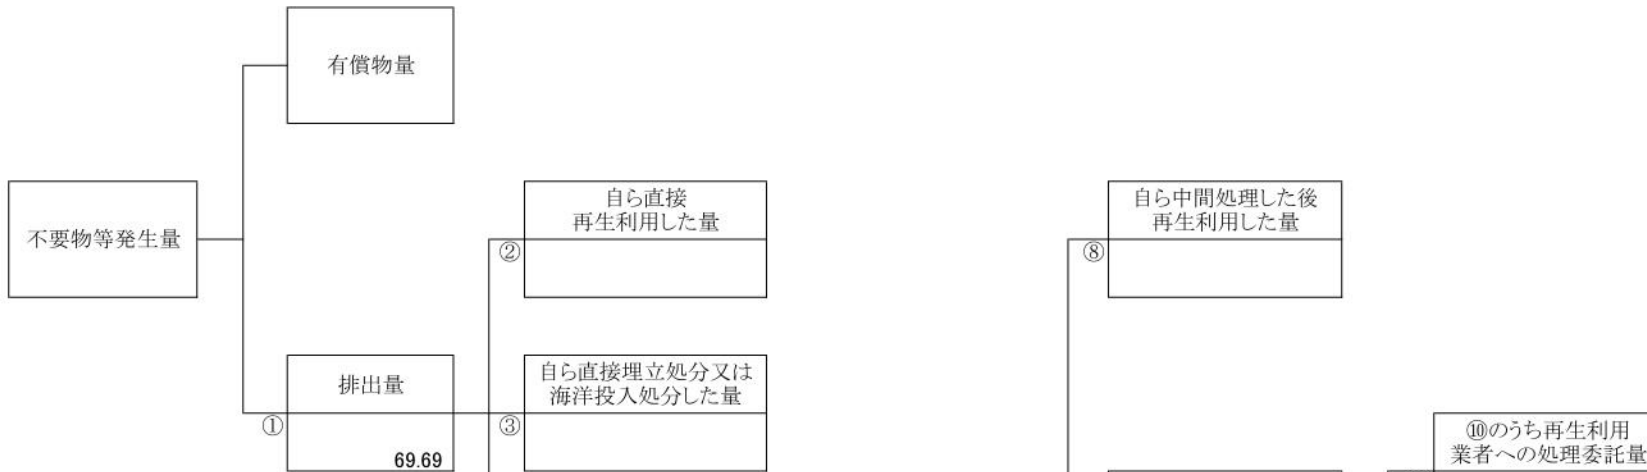 有償物量
不要物等発生量
自ら直接
再生利用した量
②
自ら中間処理した後
再生利用した量
⑧
排出量
①
69.69
自ら直接埋立処分又は
海洋投入処分した量
③
⑩のうち再生利用
業者への処理委託量